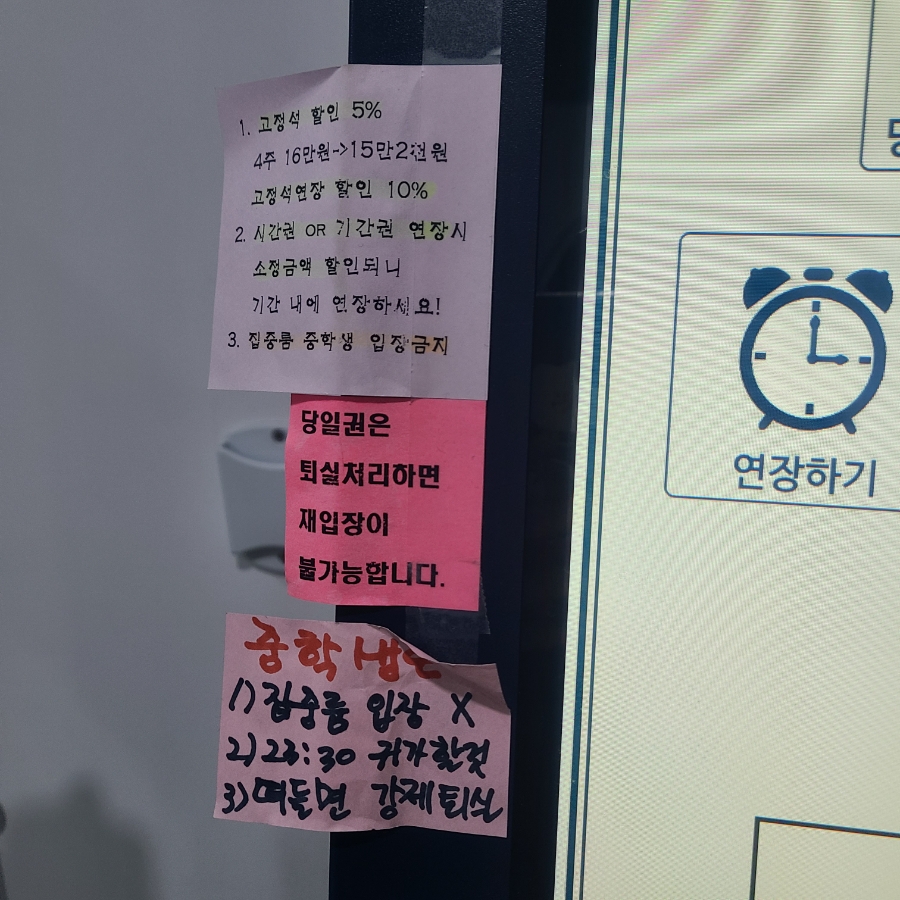 1. 고정석 할인 5%
4주 16만원->15만2천원
고정석연장 할인 10%
2. 시간권 OR 기간권 연장시
소정금액 할인되니
기간 내에 연장하세요!
3. 집중룸 중학생 입장금지
당일권은
퇴실처리하면
재입장이
불가능합니다.
중학생은
1) 집중룸 입장 X
2) 23:30 귀가할것
3) 떠들면 강제퇴실
연장하기